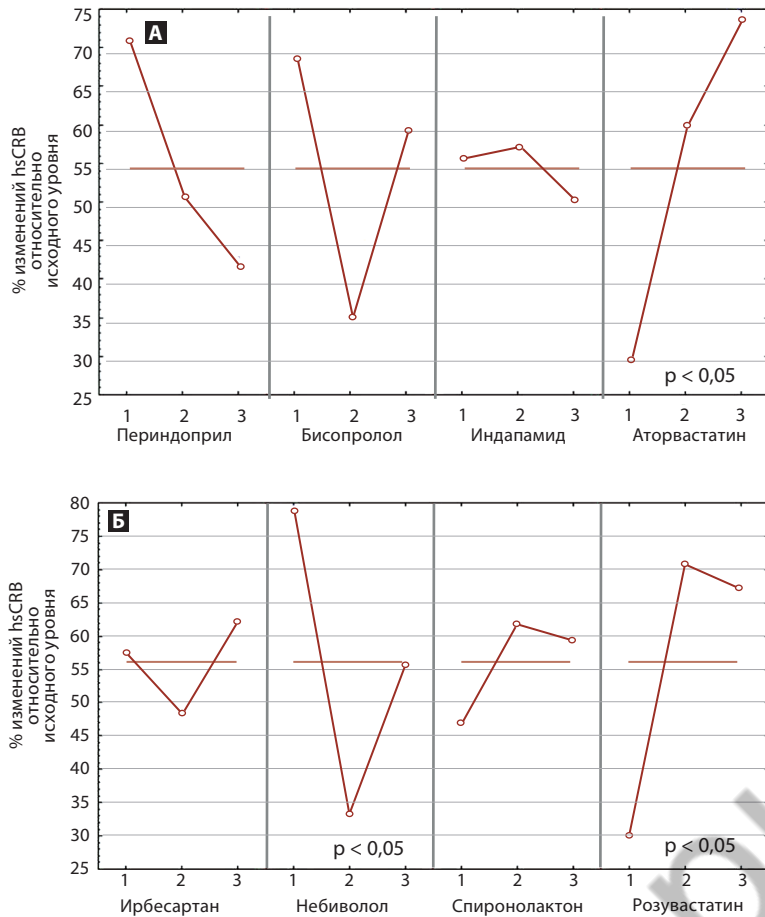 А
% изменений hsCRB
относительно
исходного уровня
75
70
60
55
50
45
40
35
30
25
p < 0,05
1 2 3 1 2 3 1 2 3 1 2 3
Периндоприл Бисопролол Индапамид Аторвастатин
Б
% изменений hsCRB
относительно
исходного уровня
80
75
70
65
60
55
50
45
40
35
30
25
p < 0,05 p < 0,05
1 2 3 1 2 3 1 2 3 1 2 3
Ирбесартан Небиволол Спиронолактон Розувастатин